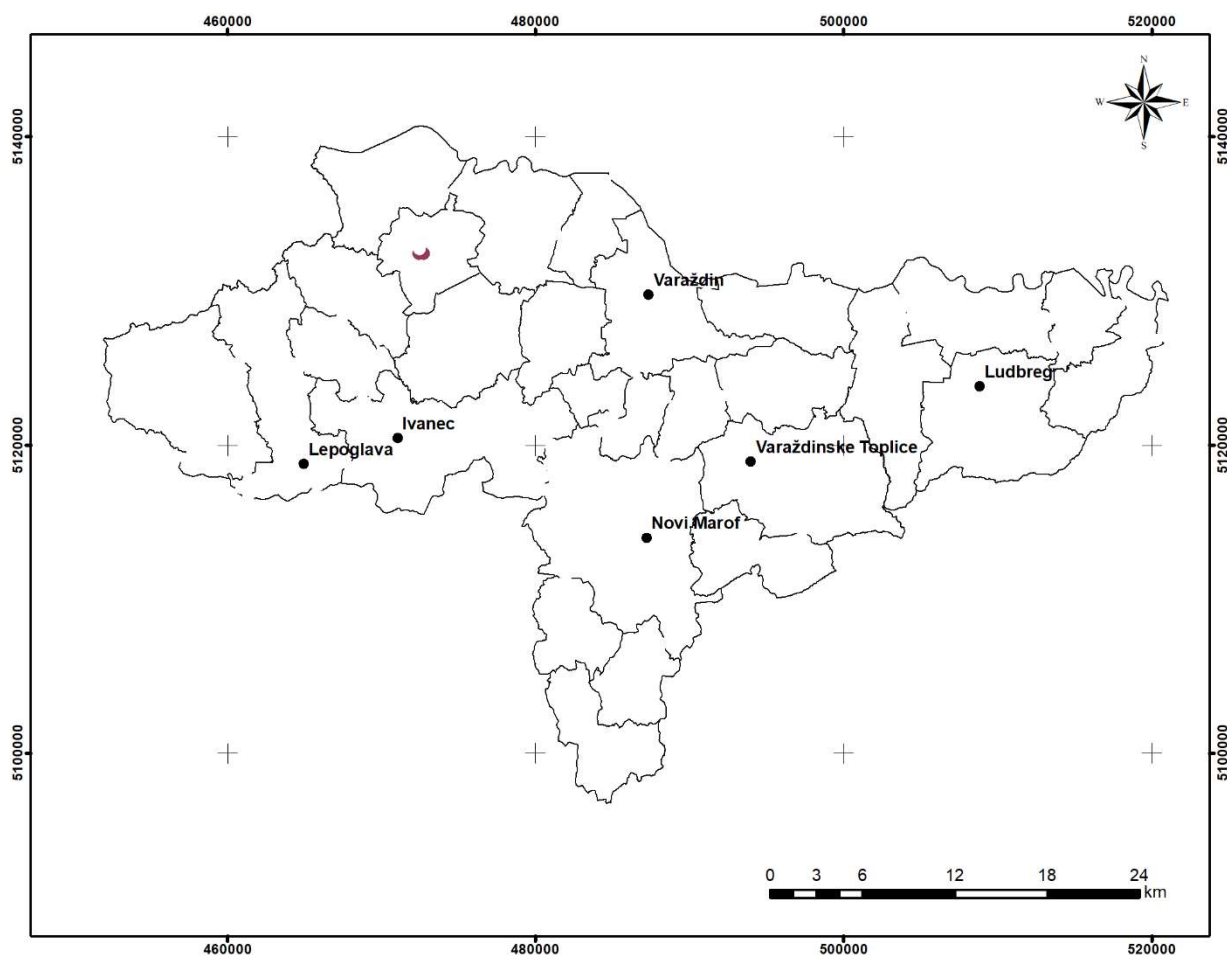 460000 480000 500000 520000
N
W E
S
5140000 5140000
Varaždin
Ludbreg
Ivanec
Varaždinske Toplice
Lepoglava
5120000 5120000
Novi Marof
5100000 5100000
0 3 6 12 18 24
km
460000 480000 500000 520000